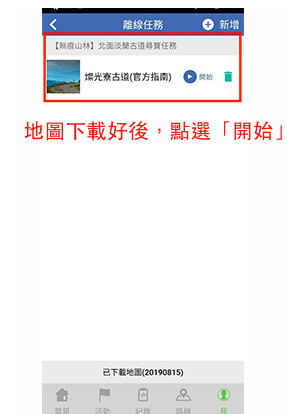 離線任務
新增
【無痕山林】北面淡蘭古道尋寶任務
燦光寮古道(官方指南)
開始
地圖下載好後，點選「開始」
已下載地圖(20190815)
首頁 活動 紀錄 路線 我